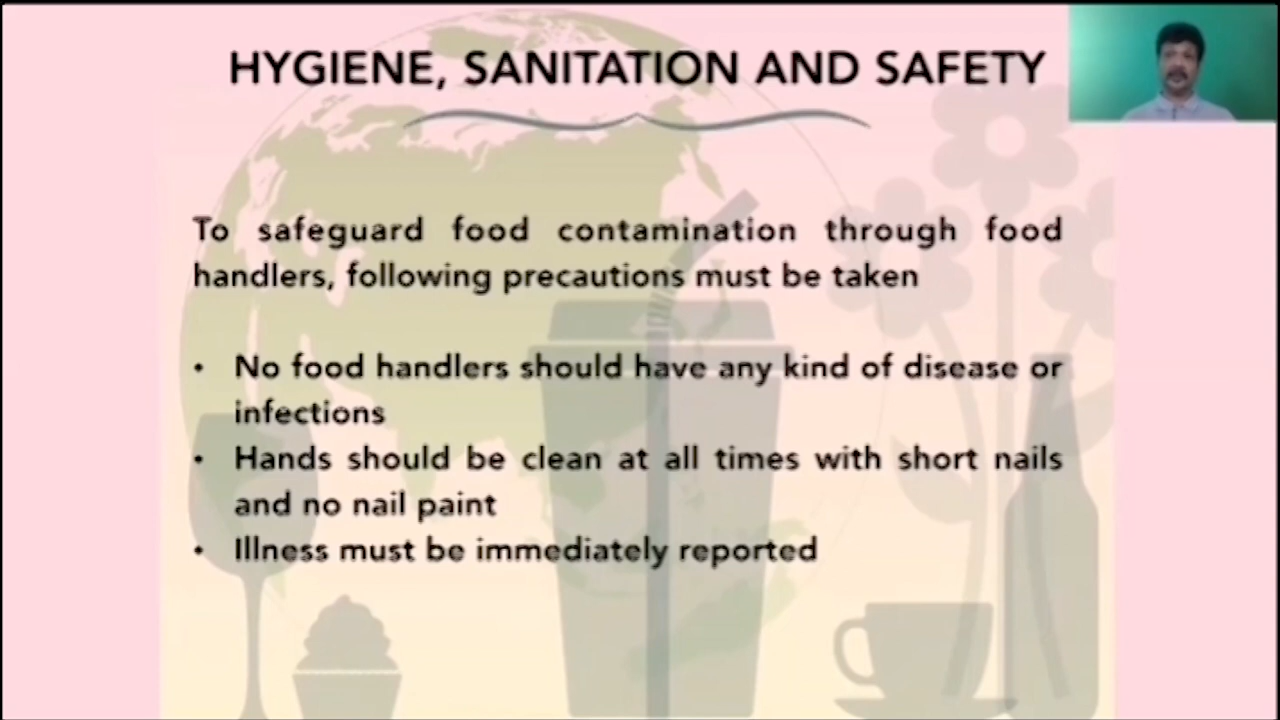 HYGIENE, SANITATION AND SAFETY
To safeguard food contamination through food
handlers, following precautions must be taken
• No food handlers should have any kind of disease or
infections
• Hands should be clean at all times with short nails
and no nail paint
• Illness must be immediately reported